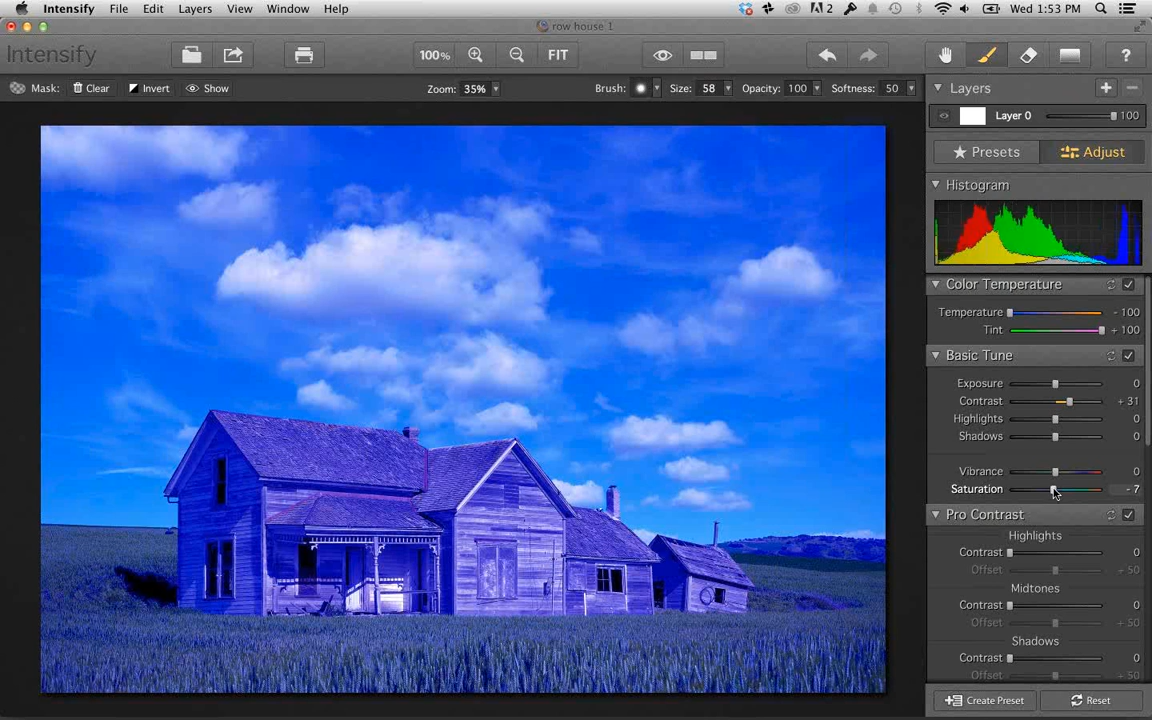 Intensify File Edit Layers View Window Help 2 Wed 1:53 PM
row house 1
Intensify 100% FIT ?
Mask: Clear Invert Show Zoom: 35% Brush: Size: 58 Opacity: 100 Softness: 50
Layers
Layer 0 100
Presets Adjust
Histogram
Color Temperature
Temperature - 100
Tint + 100
Basic Tune
Exposure 0
Contrast + 31
Highlights 0
Shadows 0
Vibrance 0
Saturation - 7
Pro Contrast
Highlights
Contrast 0
Offset + 50
Midtones
Contrast 0
Offset + 50
Shadows
Contrast 0
Offset + 50
Create Preset Reset